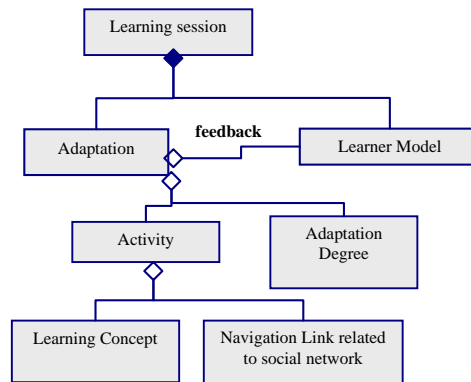 Learning session
feedback
Adaptation
Learner Model
Activity
Adaptation
Degree
Learning Concept
Navigation Link related
to social network